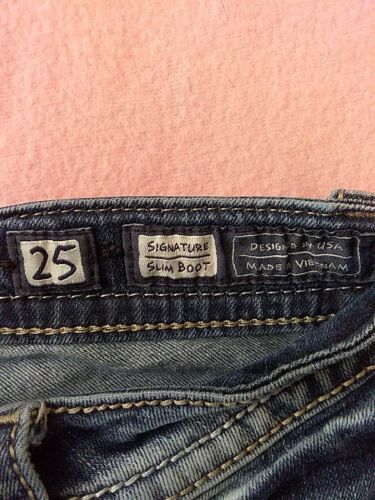 25
SIGNATURE
SLIM BOOT
DESIGNED IN USA
MADE IN VIETNAM